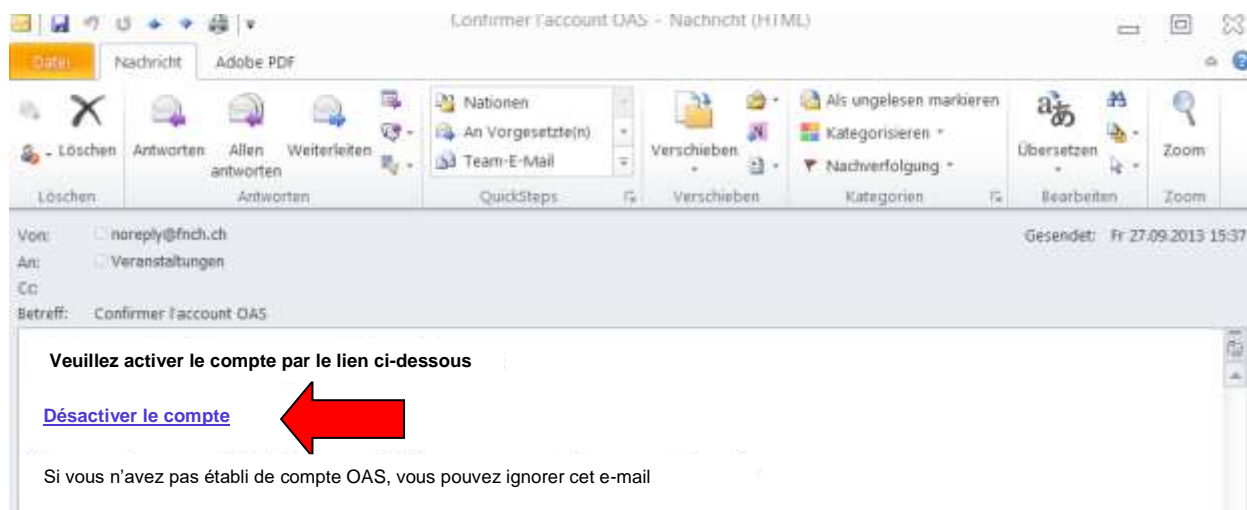 Confirmer l'account OAS - Nachricht (HTML)
Datei Nachricht Adobe PDF
Löschen
Antworten
Allen antworten
Weiterleiten
Nationen
An Vorgesetzte(n)
Team-E-Mail
Verschieben
Als ungelesen markieren
Kategorisieren
Nachverfolgung
Übersetzen
Zoom
Löschen Antworten QuickSteps Verschieben Kategorien Bearbeiten Zoom
Von: noreply@fnch.ch Gesendet: Fr 27.09.2013 15:37
An: Veranstaltungen
Cc:
Betreff: Confirmer l'account OAS
Veuillez activer le compte par le lien ci-dessous
Désactiver le compte
Si vous n'avez pas établi de compte OAS, vous pouvez ignorer cet e-mail